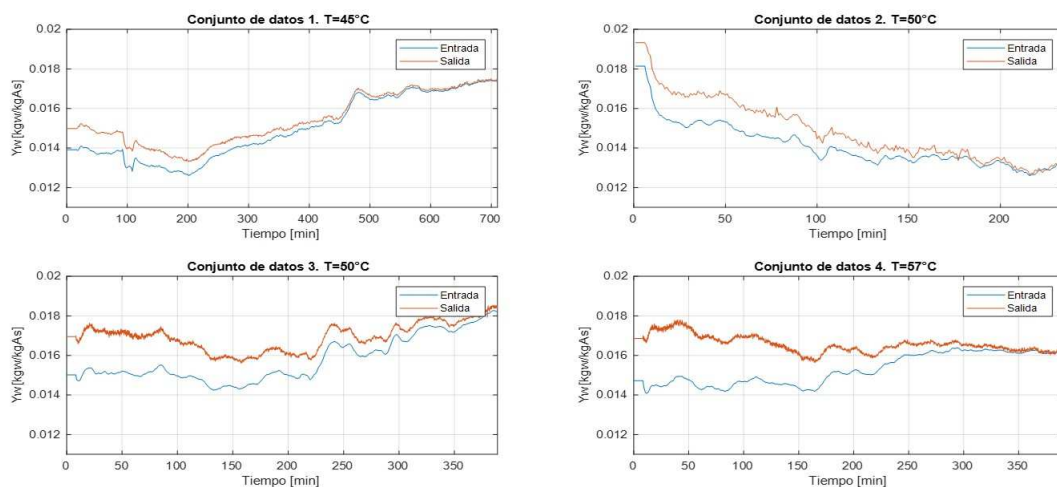 Conjunto de datos 1. T=45°C
0.02
0.018
0.016
0.014
0.012
Yw[kgw/kgAs]
Entrada
Salida
0 100 200 300 400 500 600 700
Tiempo [min]
Conjunto de datos 2. T=50°C
0.02
0.018
0.016
0.014
0.012
Yw[kgw/kgAs]
Entrada
Salida
0 50 100 150 200
Tiempo [min]
Conjunto de datos 3. T=50°C
0.02
0.018
0.016
0.014
0.012
Yw[kgw/kgAs]
Entrada
Salida
0 50 100 150 200 250 300 350
Tiempo [min]
Conjunto de datos 4. T=57°C
0.02
0.018
0.016
0.014
0.012
Yw[kgw/kgAs]
Entrada
Salida
0 50 100 150 200 250 300 350
Tiempo [min]